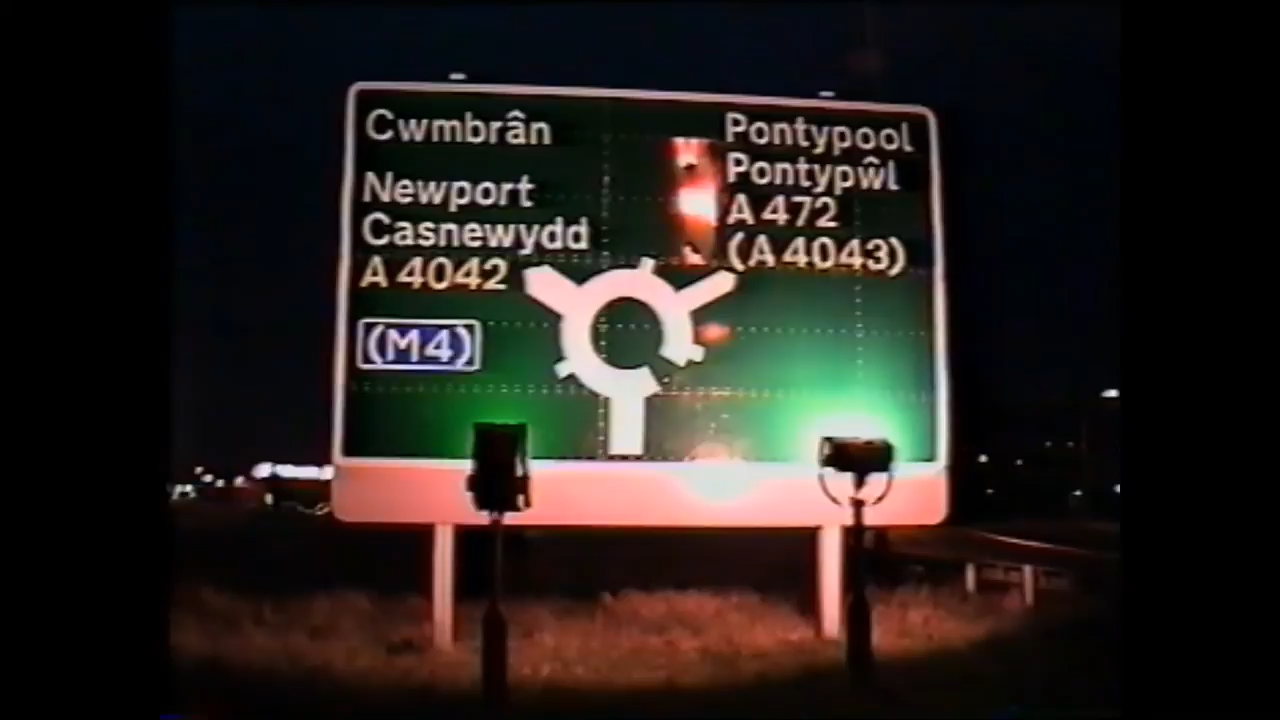 Cwmbrân
Newport
Casnewydd
A 4042
(M4)
Pontypool
Pontypŵl
A 472
(A 4043)